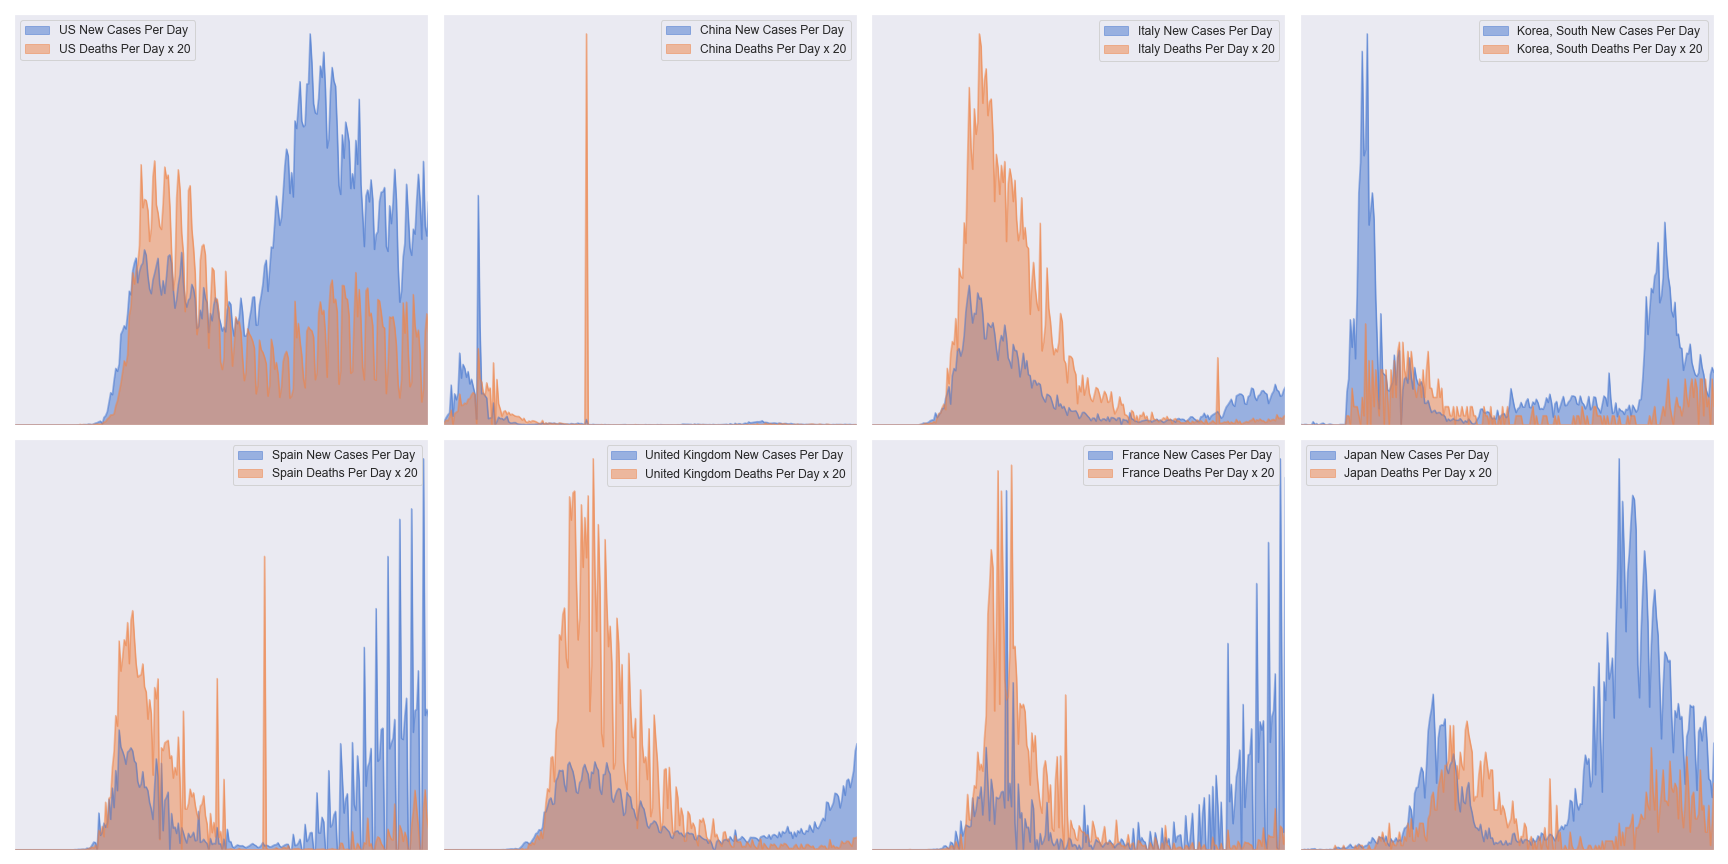 US New Cases Per Day
US Deaths Per Day x 20
China New Cases Per Day
China Deaths Per Day x 20
Italy New Cases Per Day
Italy Deaths Per Day x 20
Korea, South New Cases Per Day
Korea, South Deaths Per Day x 20
Spain New Cases Per Day
Spain Deaths Per Day x 20
United Kingdom New Cases Per Day
United Kingdom Deaths Per Day x 20
France New Cases Per Day
France Deaths Per Day x 20
Japan New Cases Per Day
Japan Deaths Per Day x 20